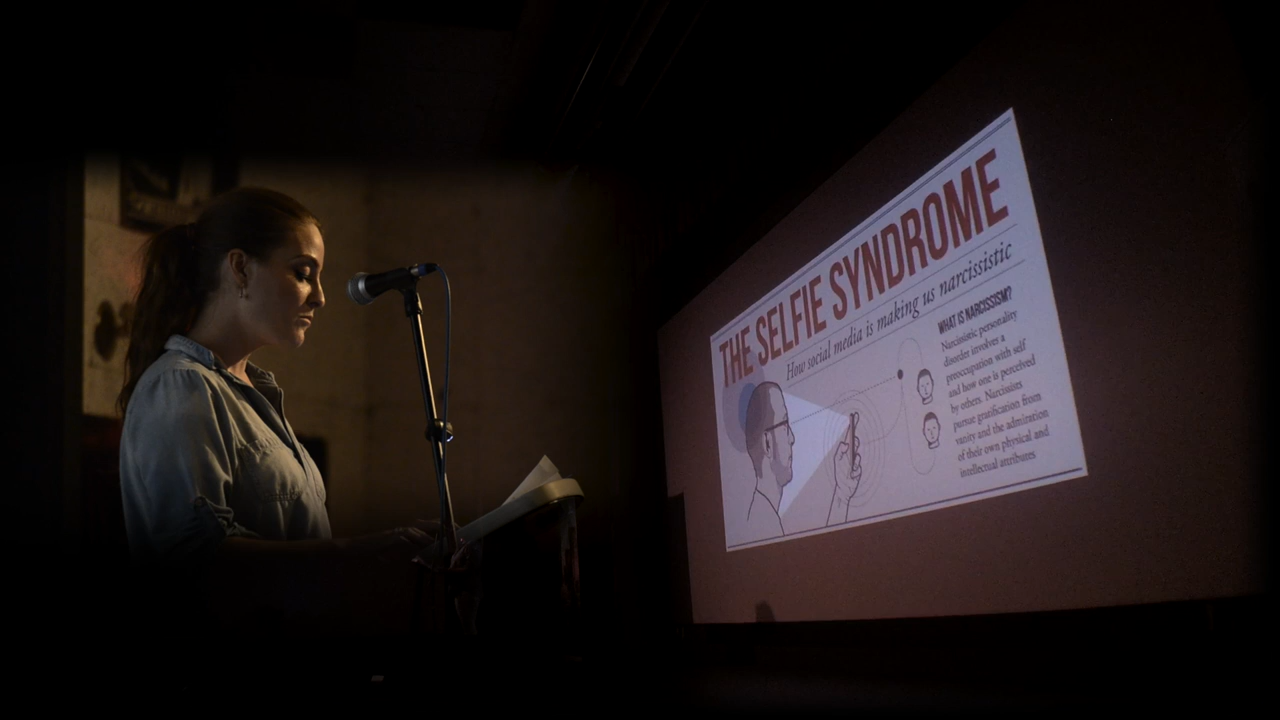 THE SELFIE SYNDROME
How social media is making us narcissistic
WHAT IS NARCISSISM?
Narcissistic personality
disorder involves a
preoccupation with self
and how one is perceived
by others. Narcissists
pursue gratification from
vanity and the admiration
of their own physical and
intellectual attributes